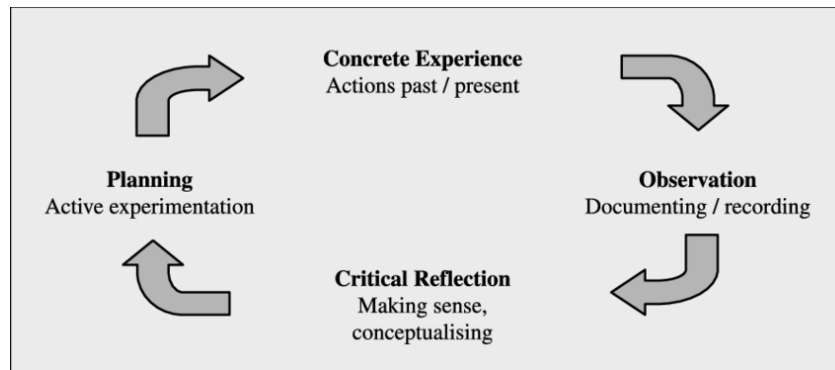 Concrete Experience
Actions past / present
Planning
Active experimentation
Observation
Documenting / recording
Critical Reflection
Making sense,
conceptualising